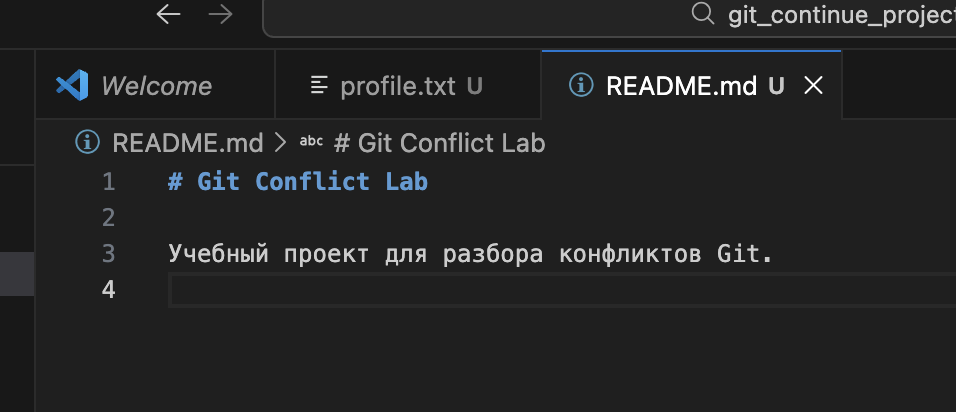 git_continue_project
Welcome
profile.txt U
README.md U
README.md > abc # Git Conflict Lab
1 # Git Conflict Lab
2
3 Учебный проект для разбора конфликтов Git.
4